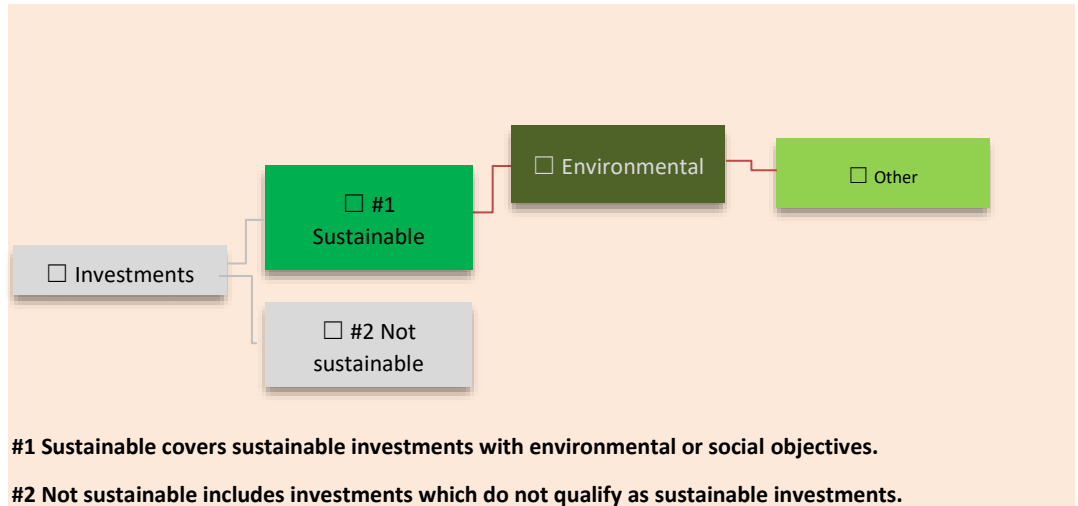 ☐ Environmental
☐ Other
☐ #1
Sustainable
☐ Investments
☐ #2 Not
sustainable
#1 Sustainable covers sustainable investments with environmental or social objectives.
#2 Not sustainable includes investments which do not qualify as sustainable investments.